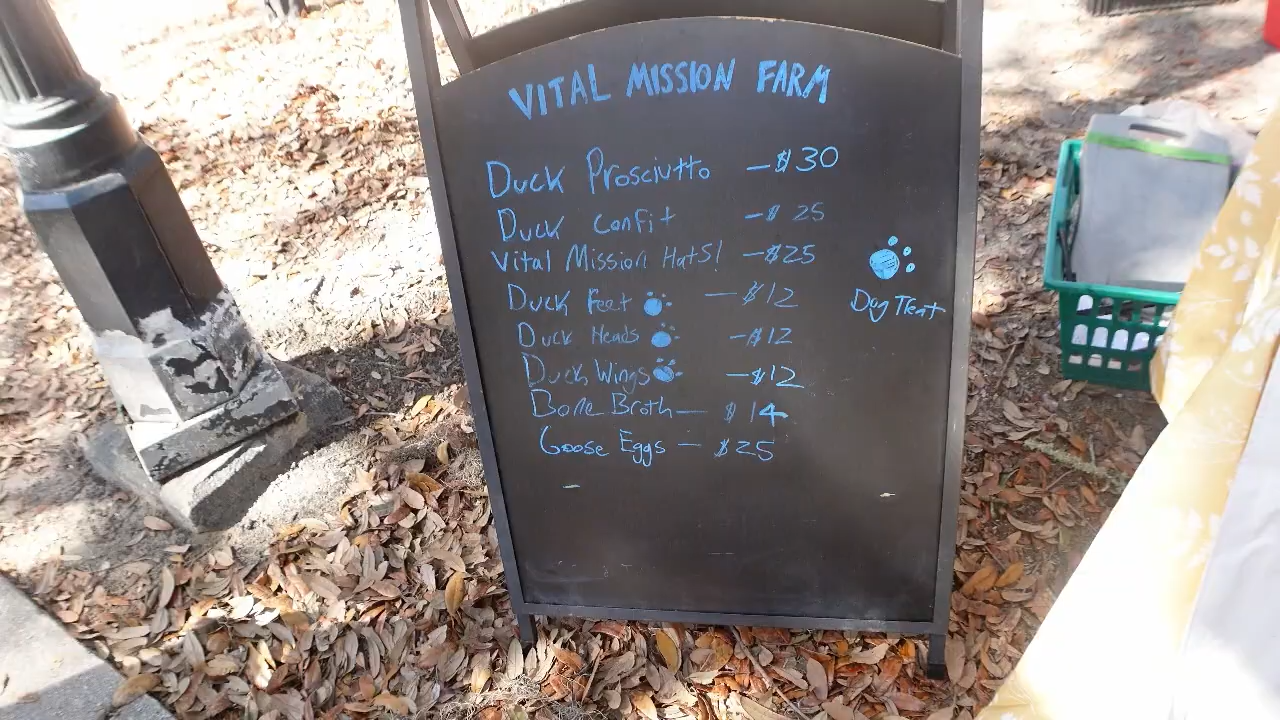 VITAL MISSION FARM
Duck Prosciutto —$30
Duck Confit —$ 25
Vital Mission Hats! —$25
Duck Feet —$12
Duck Heads —$12
Duck Wings —$12
Bone Broth — $14
Goose Eggs — $25
Dog Treat